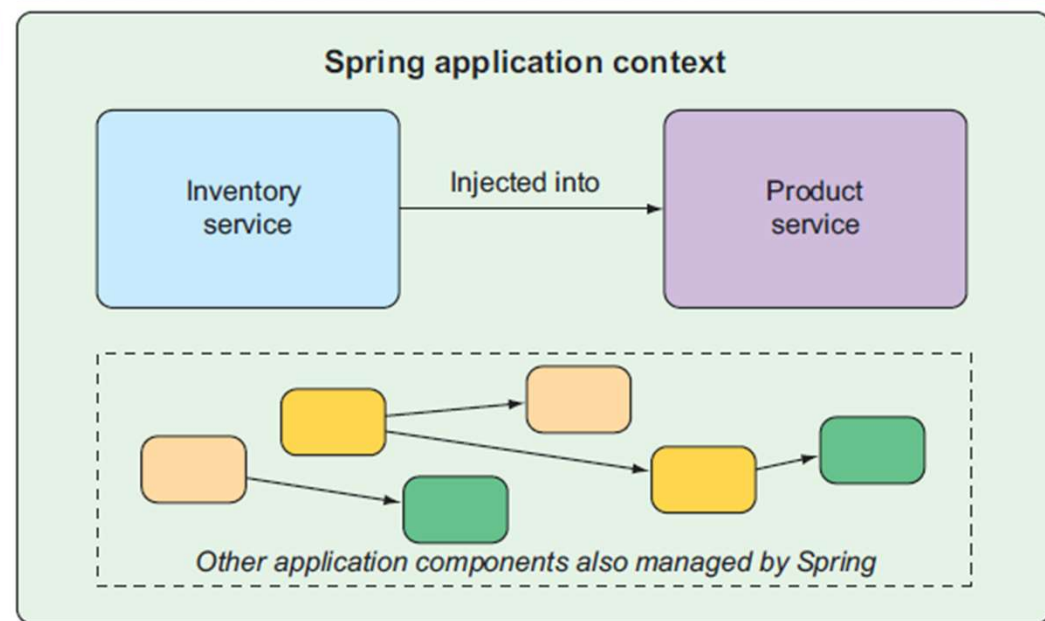 Spring application context
Inventory
service
Injected into
Product
service
Other application components also managed by Spring